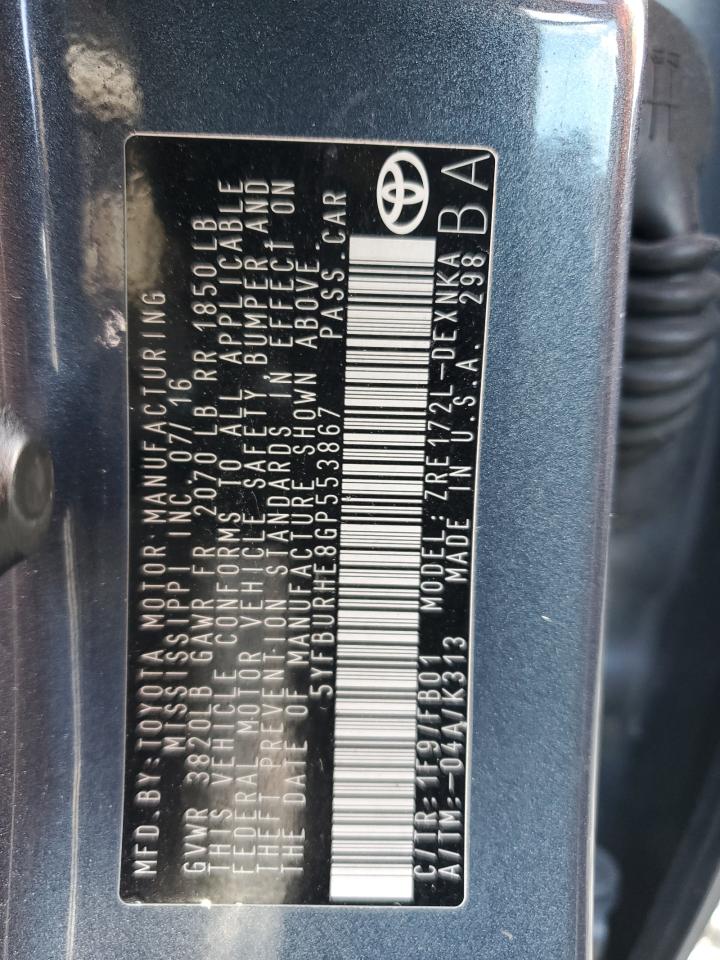 MFD.BY:TOYOTA MOTOR MANUFACTURING
MISSISSIPPI INC.07/16
GVWR 3820LB GAWR FR 2070 LB RR 1850LB
THIS VEHICLE CONFORMS TO ALL APPLICABLE
FEDERAL MOTOR VEHICLE SAFETY BUMPER,AND
THEFT PREVENTION STANDARDS IN EFFECT ON
THE DATE OF MANUFACTURE SHOWN ABOVE.
5YFBURHE8GP553867 PASS.CAR
C/TR:1F9/FB01 MODEL:ZRE172L-DEXNKA
A/TM:-04A/K313 MADE IN U.S.A. 298 BA